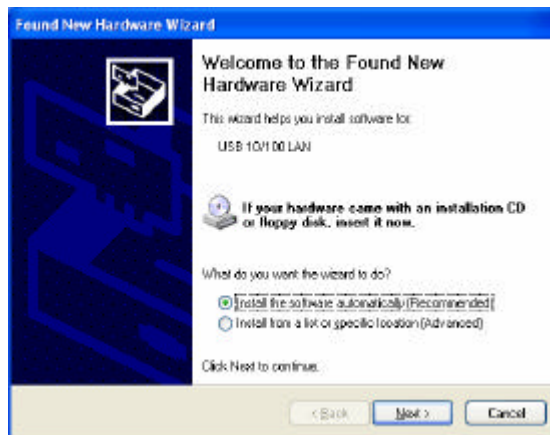 Found New Hardware Wizard
Welcome to the Found New
Hardware Wizard
This wizard helps you install software for:
USB 10/100 LAN
If your hardware came with an installation CD
or floppy disk, insert it now.
What do you want the wizard to do?
Install the software automatically (Recommended)
Install from a list or specific location (Advanced)
Click Next to continue.
< Back Next > Cancel